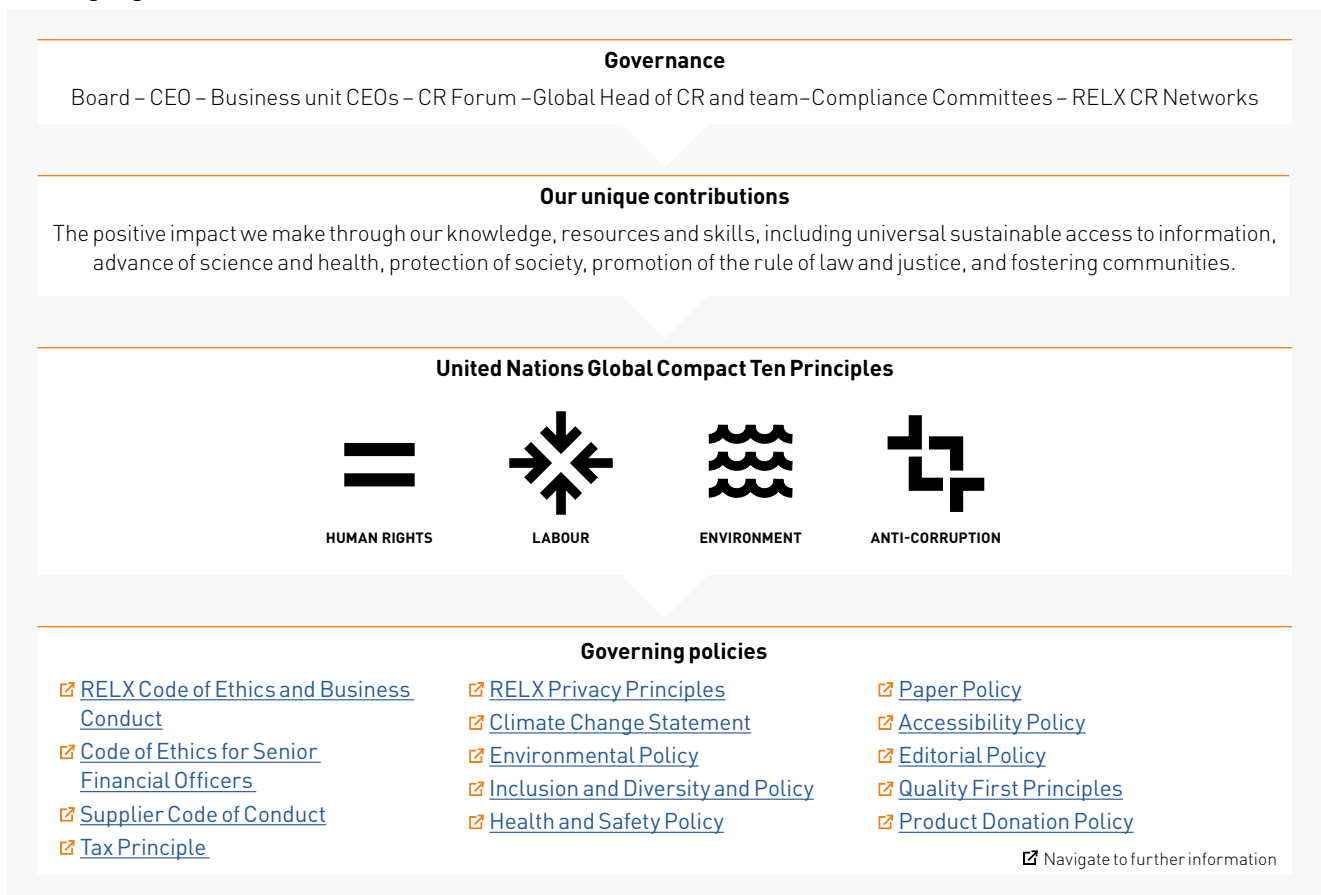 Governance
Board – CEO – Business unit CEOs – CR Forum –Global Head of CR and team–Compliance Committees – RELX CR Networks
Our unique contributions
The positive impact we make through our knowledge, resources and skills, including universal sustainable access to information,
advance of science and health, protection of society, promotion of the rule of law and justice, and fostering communities.
United Nations Global Compact Ten Principles
HUMAN RIGHTS
LABOUR
ENVIRONMENT
ANTI-CORRUPTION
Governing policies
RELX Code of Ethics and Business
Conduct
Code of Ethics for Senior
Financial Officers
Supplier Code of Conduct
Tax Principle
RELX Privacy Principles
Climate Change Statement
Environmental Policy
Inclusion and Diversity and Policy
Health and Safety Policy
Paper Policy
Accessibility Policy
Editorial Policy
Quality First Principles
Product Donation Policy
Navigate to further information